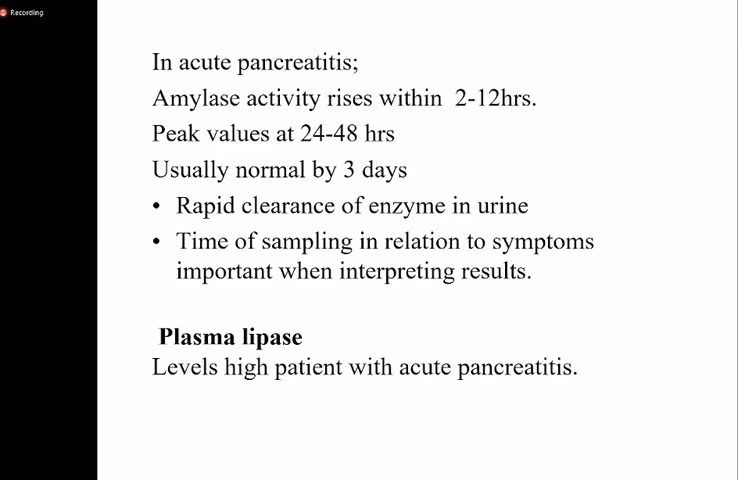 Recording
In acute pancreatitis;
Amylase activity rises within 2-12hrs.
Peak values at 24-48 hrs
Usually normal by 3 days
• Rapid clearance of enzyme in urine
• Time of sampling in relation to symptoms
important when interpreting results.
Plasma lipase
Levels high patient with acute pancreatitis.